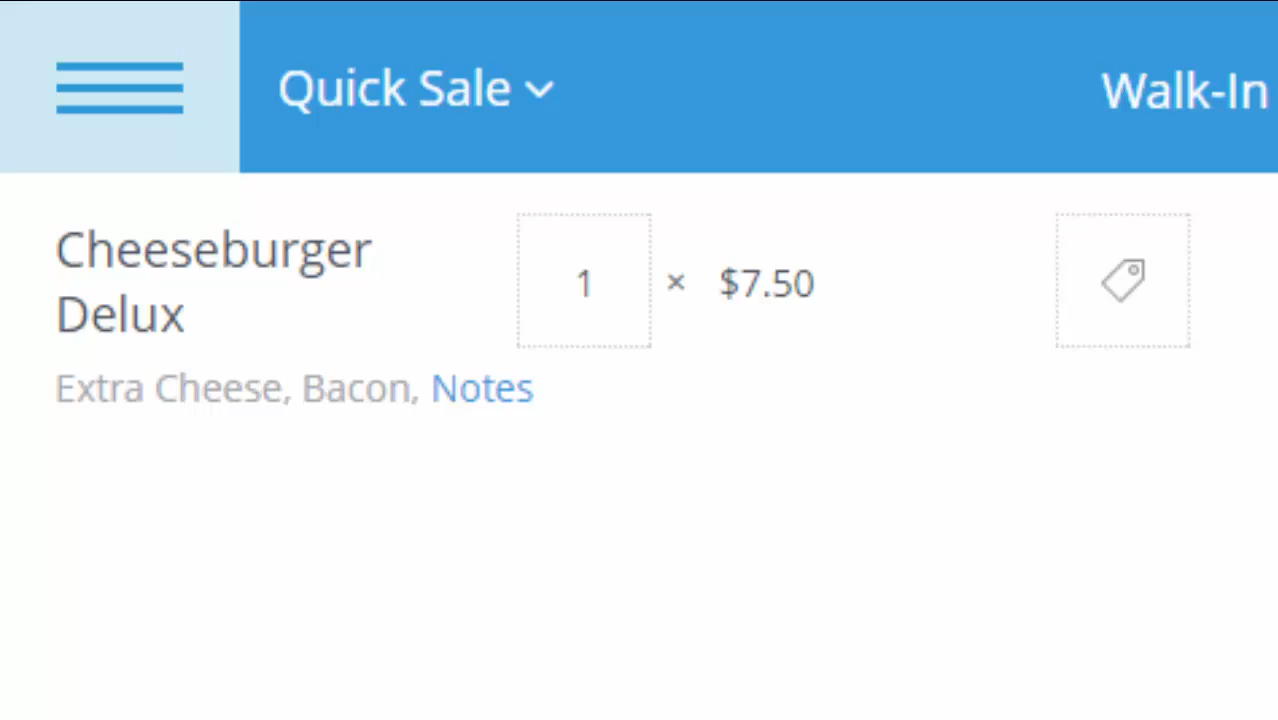 Quick Sale
Walk-In
Cheeseburger
Delux
1 × $7.50
Extra Cheese, Bacon, Notes